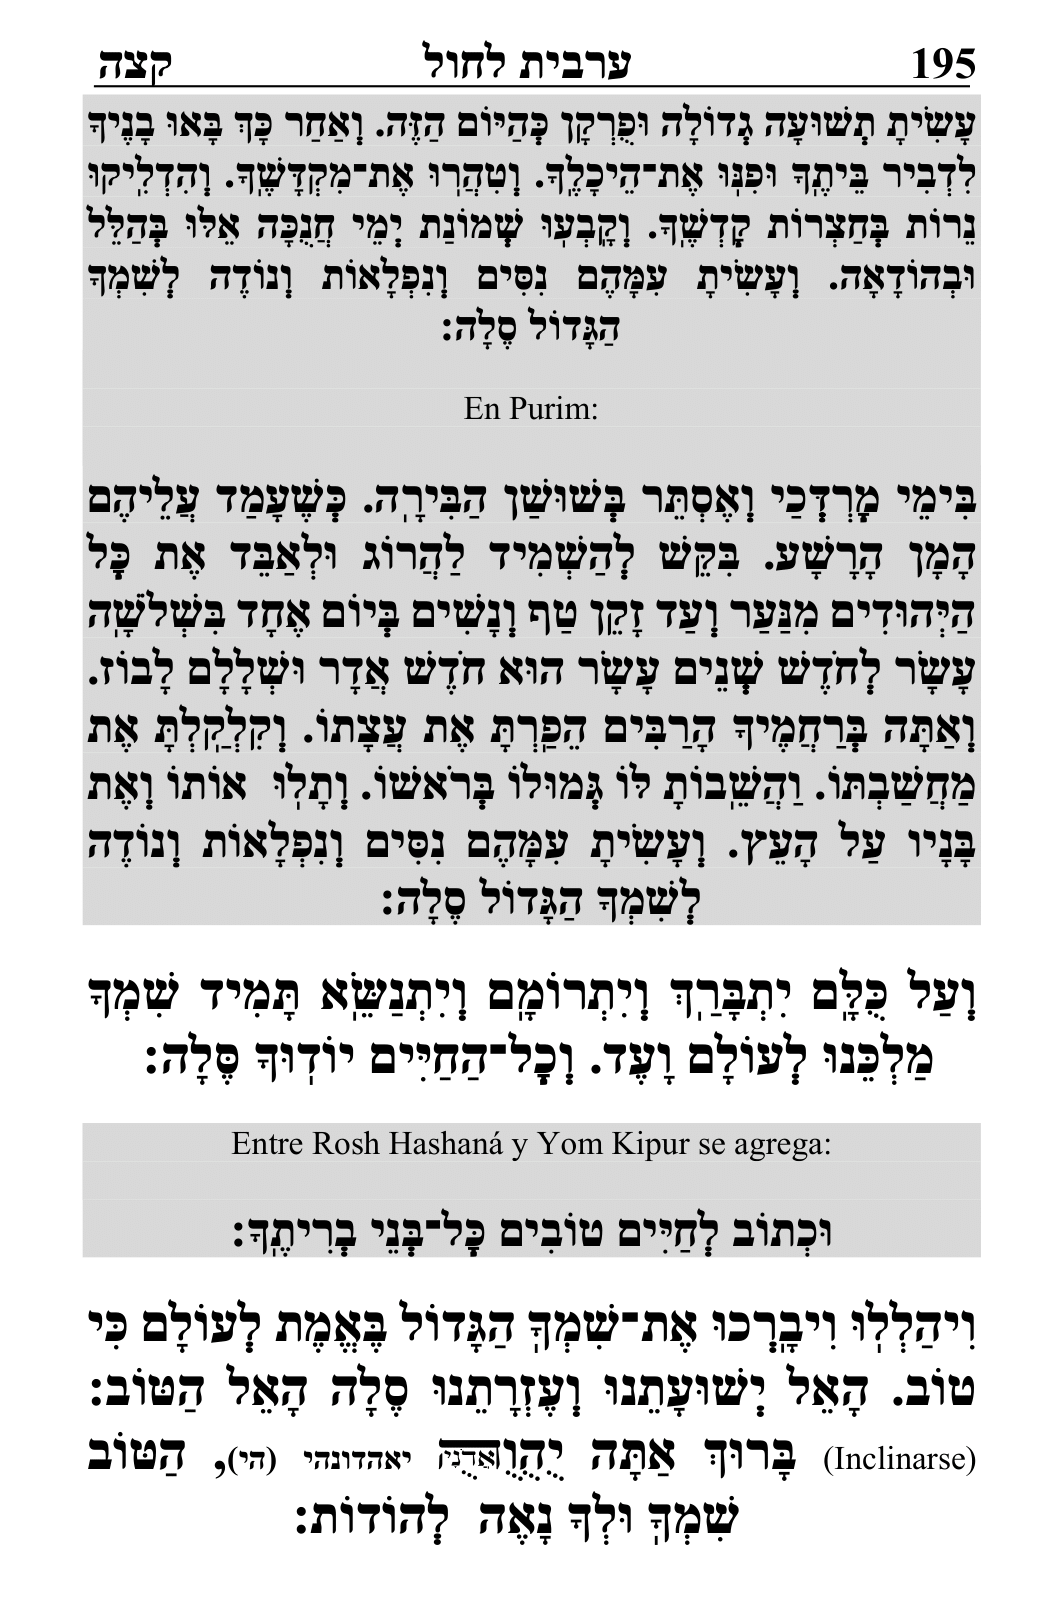 195 ערבית לחול קצה
עָשִׂיתָ תְּשׁוּעָה גְּדוֹלָה וּפֻרְקָן כְּהַיּוֹם הַזֶּה. וְאַחַר כָּךְ בָּאוּ בָנֶיךָ
לִדְבִיר בֵּיתֶךָ וּפִנּוּ אֶת־הֵיכָלֶךָ. וְטִהֲרוּ אֶת־מִקְדָּשֶׁךָ. וְהִדְלִיקוּ
נֵרוֹת בְּחַצְרוֹת קָדְשֶׁךָ. וְקָבְעוּ שְׁמוֹנַת יְמֵי חֲנֻכָּה אֵלּוּ בְּהַלֵּל
וּבְהוֹדָאָה. וְעָשִׂיתָ עִמָּהֶם נִסִּים וְנִפְלָאוֹת וְנוֹדֶה לְשִׁמְךָ
הַגָּדוֹל סֶלָה:
En Purim:
בִּימֵי מָרְדְּכַי וְאֶסְתֵּר בְּשׁוּשַׁן הַבִּירָה. כְּשֶׁעָמַד עֲלֵיהֶם
הָמָן הָרָשָׁע. בִּקֵּשׁ לְהַשְׁמִיד לַהֲרוֹג וּלְאַבֵּד אֶת כָּל
הַיְּהוּדִים מִנַּעַר וְעַד זָקֵן טַף וְנָשִׁים בְּיוֹם אֶחָד בִּשְׁלֹשָׁה
עָשָׂר לְחֹדֶשׁ שְׁנֵים עָשָׂר הוּא חֹדֶשׁ אֲדָר וּשְׁלָלָם לָבוֹז.
וְאַתָּה בְּרַחֲמֶיךָ הָרַבִּים הֵפַרְתָּ אֶת עֲצָתוֹ. וְקִלְקַלְתָּ אֶת
מַחֲשַׁבְתּוֹ. וַהֲשֵׁבוֹתָ לּוֹ גְּמוּלוֹ בְּרֹאשׁוֹ. וְתָלוּ אוֹתוֹ וְאֶת
בָּנָיו עַל הָעֵץ. וְעָשִׂיתָ עִמָּהֶם נִסִּים וְנִפְלָאוֹת וְנוֹדֶה
לְשִׁמְךָ הַגָּדוֹל סֶלָה:
וְעַל כֻּלָּם יִתְבָּרַךְ וְיִתְרוֹמָם וְיִתְנַשֵּׂא תָּמִיד שִׁמְךָ
מַלְכֵּנוּ לְעוֹלָם וָעֶד. וְכָל־הַחַיִּים יוֹדוּךָ סֶּלָה:
Entre Rosh Hashaná y Yom Kipur se agrega:
וּכְתוֹב לְחַיִּים טוֹבִים כָּל־בְּנֵי בְרִיתֶךָ:
וִיהַלְלוּ וִיבָרְכוּ אֶת־שִׁמְךָ הַגָּדוֹל בֶּאֱמֶת לְעוֹלָם כִּי
טוֹב. הָאֵל יְשׁוּעָתֵנוּ וְעֶזְרָתֵנוּ סֶלָה הָאֵל הַטּוֹב:
(Inclinarse) בָּרוּךְ אַתָּה יֻהֻוֻהֻאֲדֹנָי יאהדונהי (הי), הַטּוֹב
שִׁמְךָ וּלְךָ נָאֶה לְהוֹדוֹת: